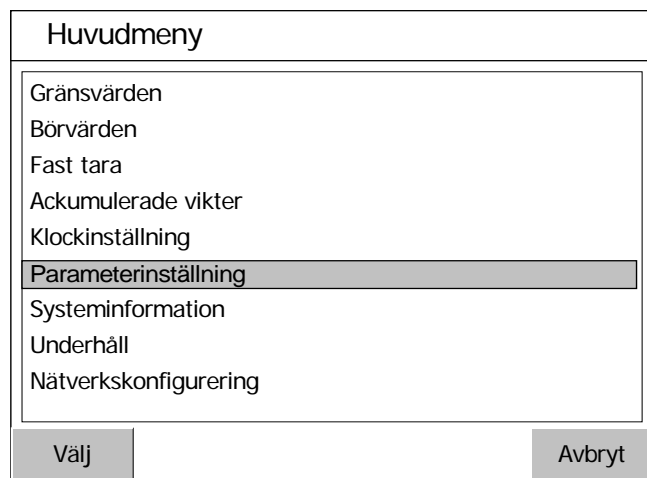 Huvudmeny
Gränsvärden
Börvärden
Fast tara
Ackumulerade vikter
Klockinställning
Parameterinställning
Systeminformation
Underhåll
Nätverkskonfigurering
Välj
Avbryt